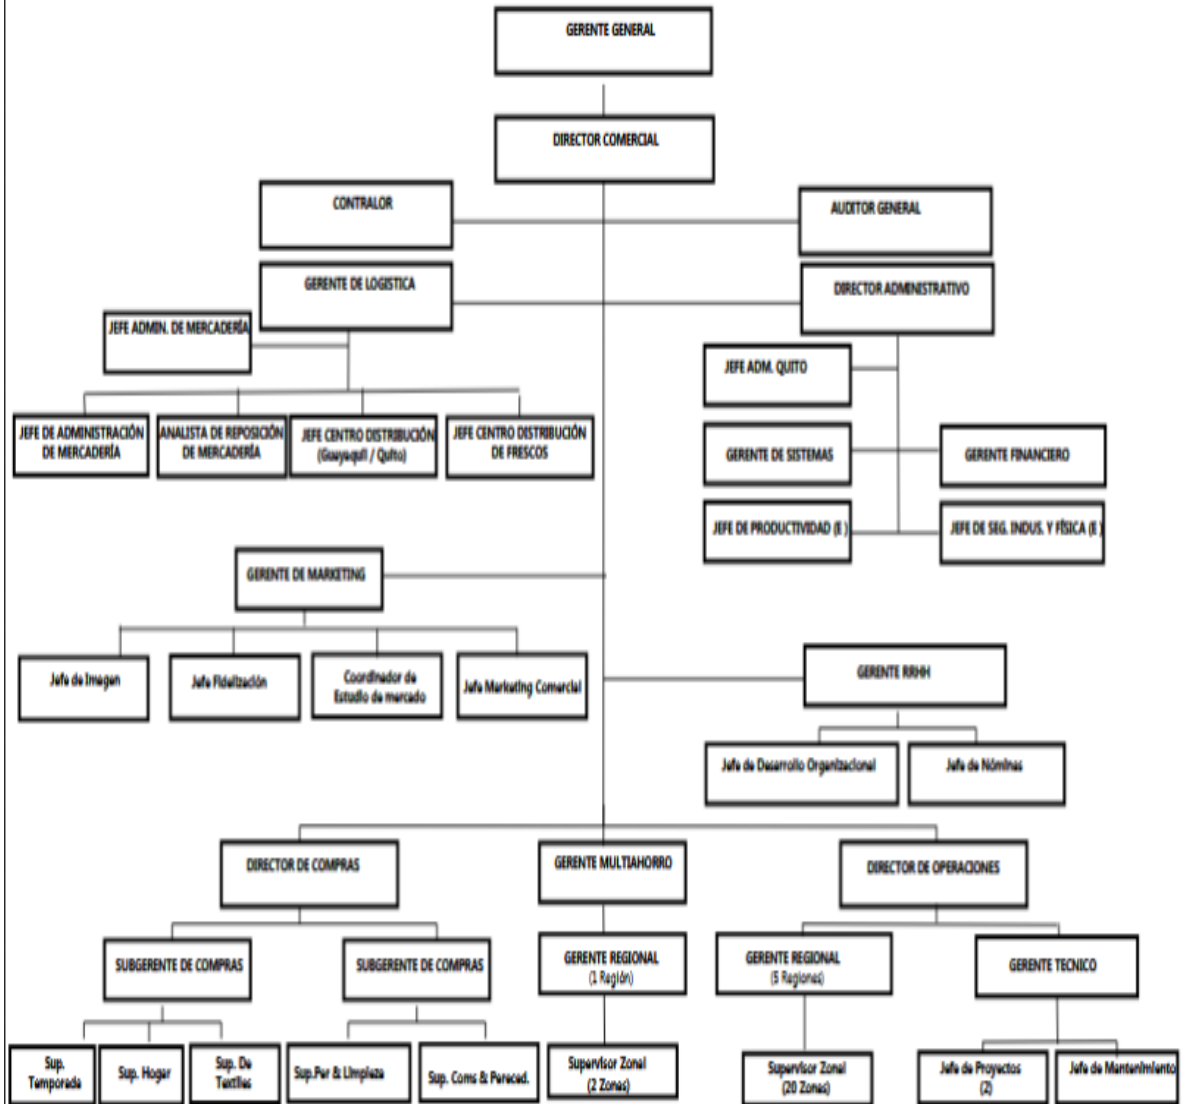 GERENTE GENERAL
DIRECTOR COMERCIAL
CONTRALOR
AUDITOR GENERAL
GERENTE DE LOGISTICA
DIRECTOR ADMINISTRATIVO
JEFE ADMIN. DE MERCADERÍA
JEFE ADM. QUITO
JEFE DE ADMINISTRACIÓN
DE MERCADERÍA
ANALISTA DE REPOSICIÓN
DE MERCADERÍA
JEFE CENTRO DISTRIBUCIÓN
(Guayaquil / Quito)
JEFE CENTRO DISTRIBUCIÓN
DE FRESCOS
GERENTE DE SISTEMAS
GERENTE FINANCIERO
JEFE DE PRODUCTIVIDAD (E )
JEFE DE SEG. INDUS. Y FÍSICA (E )
GERENTE DE MARKETING
Jefe de Imagen
Jefe Fidelización
Coordinador de
Estudio de mercado
Jefe Marketing Comercial
GERENTE RRHH
Jefe de Desarrollo Organizacional
Jefe de Nóminas
DIRECTOR DE COMPRAS
GERENTE MULTIAHORRO
DIRECTOR DE OPERACIONES
SUBGERENTE DE COMPRAS
SUBGERENTE DE COMPRAS
GERENTE REGIONAL
(1 Región)
GERENTE REGIONAL
(5 Regiones)
GERENTE TECNICO
Sup.
Temporada
Sup. Hogar
Sup. De
Textiles
Sup.Per & Limpieza
Sup. Coms & Pereced.
Supervisor Zonal
(2 Zonas)
Supervisor Zonal
(20 Zonas)
Jefe de Proyectos
(2)
Jefe de Mantenimiento